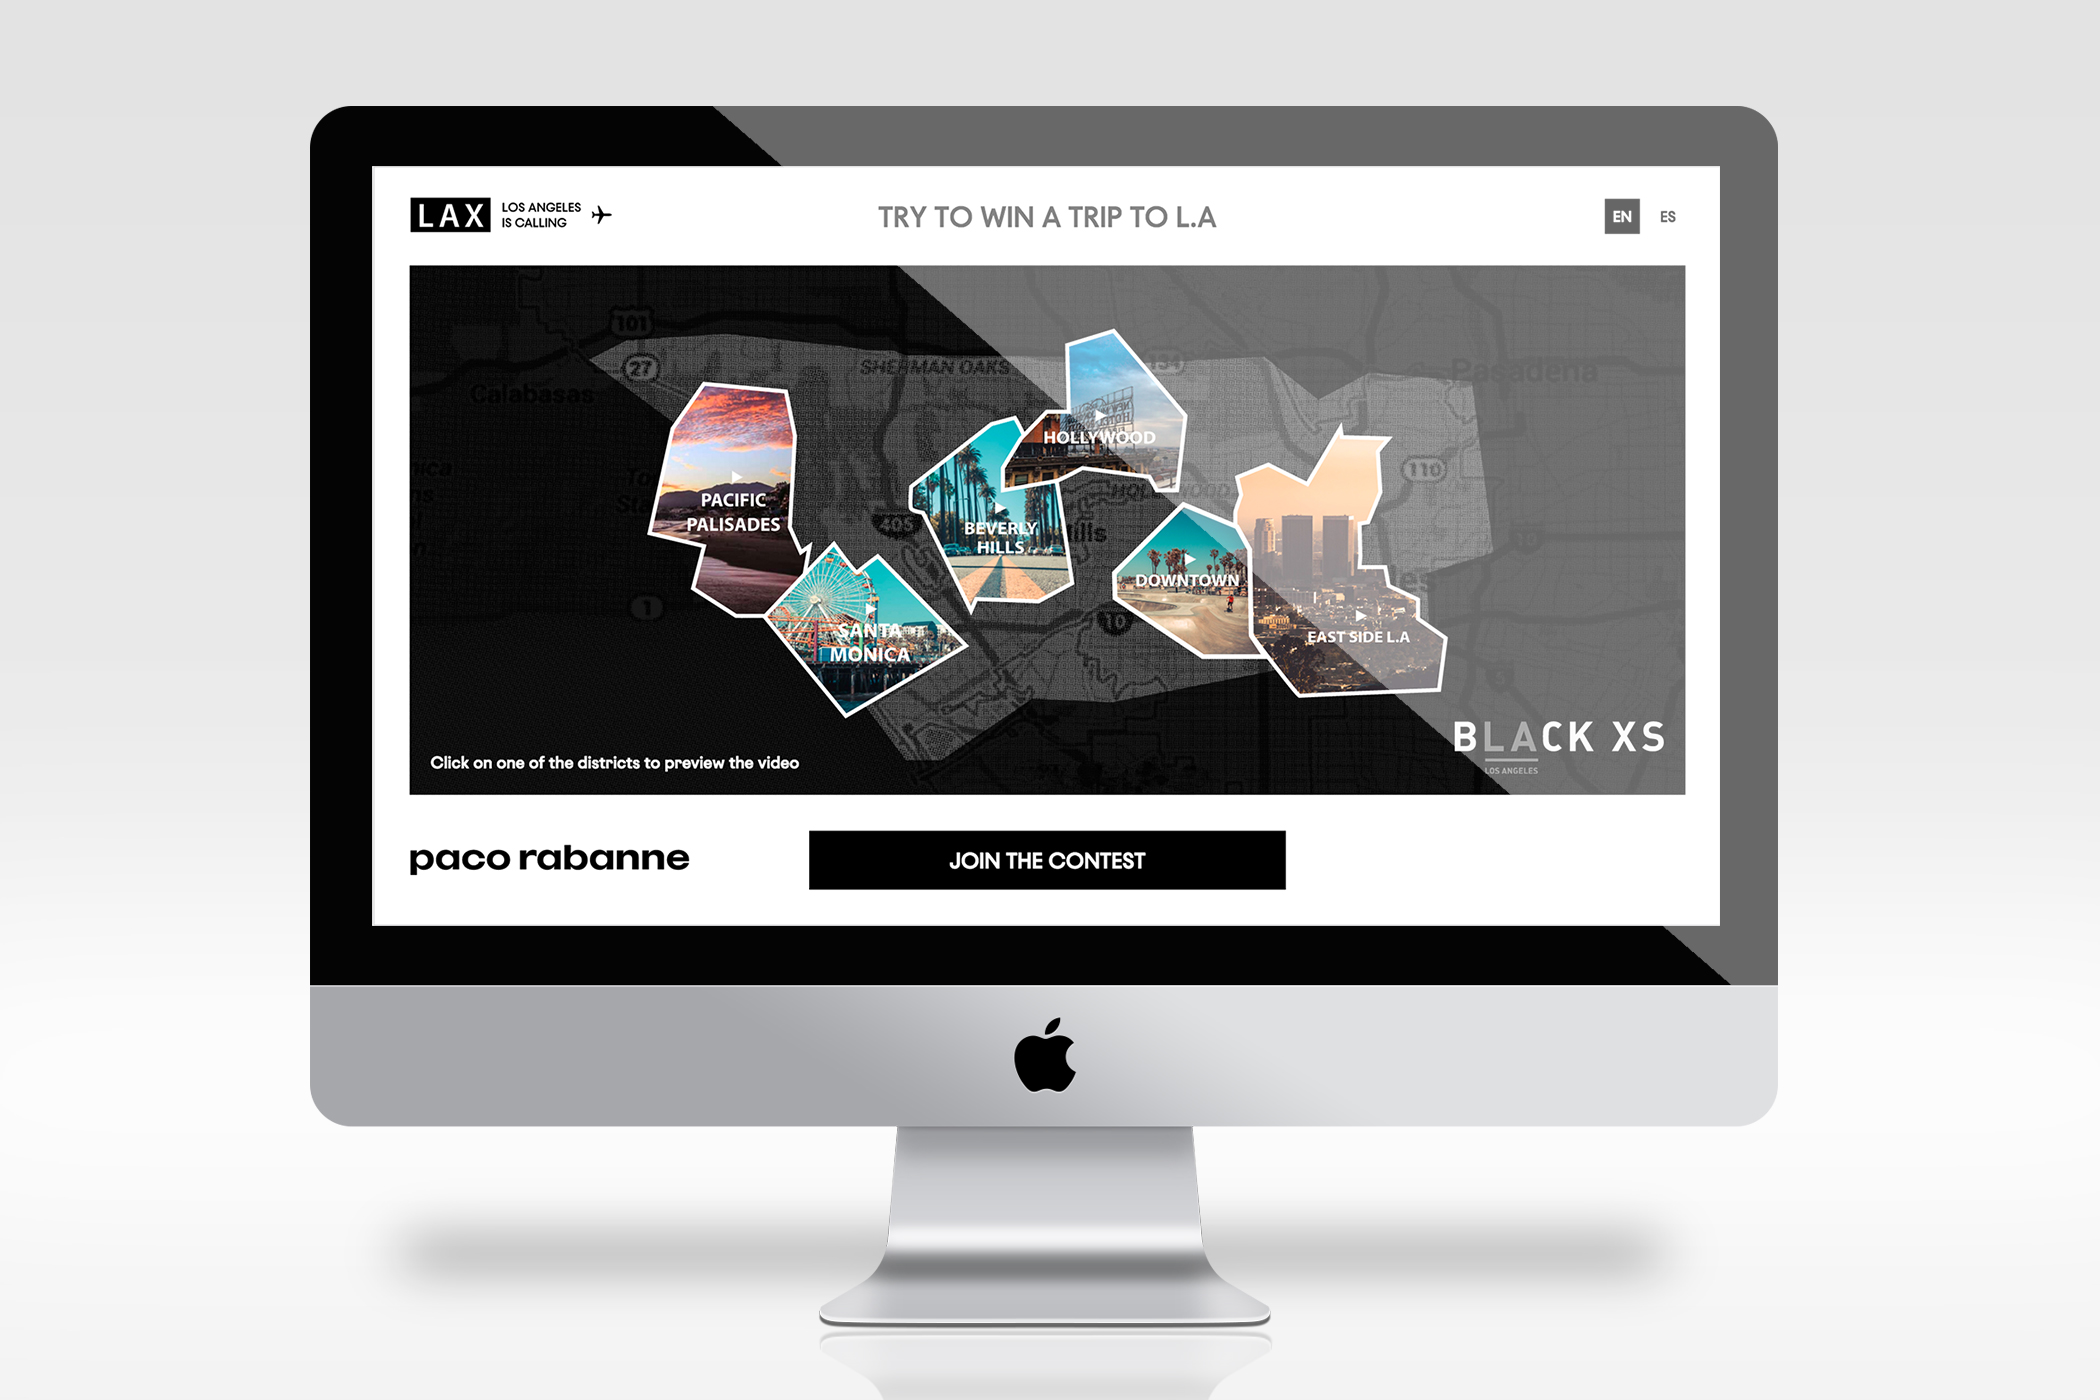 LAX
LOS ANGELES
IS CALLING
TRY TO WIN A TRIP TO L.A
EN
ES
101
27
Calabasas
SHERMAN OAKS
134
Pasadena
PACIFIC
PALISADES
HOLLYWOOD
BEVERLY
HILLS
405
110
DOWNTOWN
EAST SIDE L.A
SANTA
MONICA
1
10
BLACK XS
LOS ANGELES
Click on one of the districts to preview the video
paco rabanne
JOIN THE CONTEST